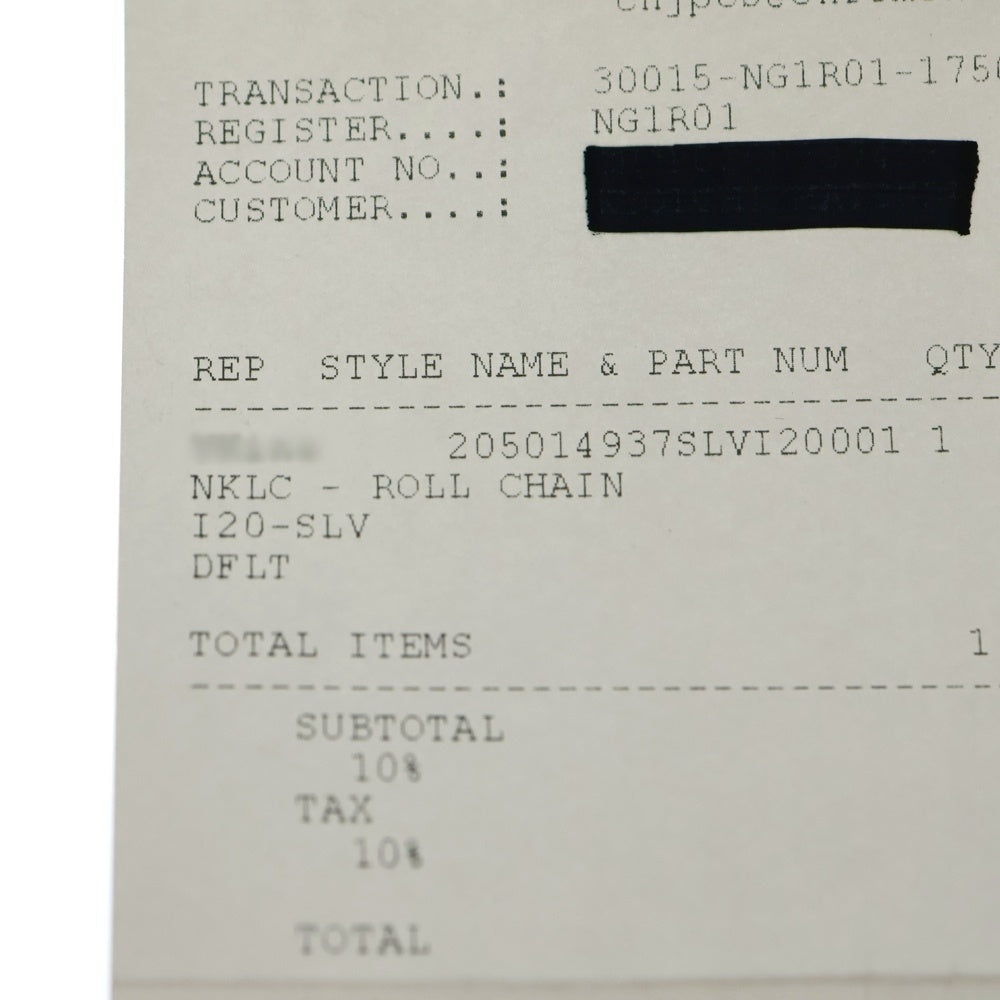 TRANSACTION.: 30015-NG1R01-1750
REGISTER....: NG1R01
ACCOUNT NO..:
CUSTOMER....:
REP STYLE NAME & PART NUM QTY
205014937SLVI20001 1
NKLC - ROLL CHAIN
I20-SLV
DFLT
TOTAL ITEMS 1
SUBTOTAL
10%
TAX
10%
TOTAL